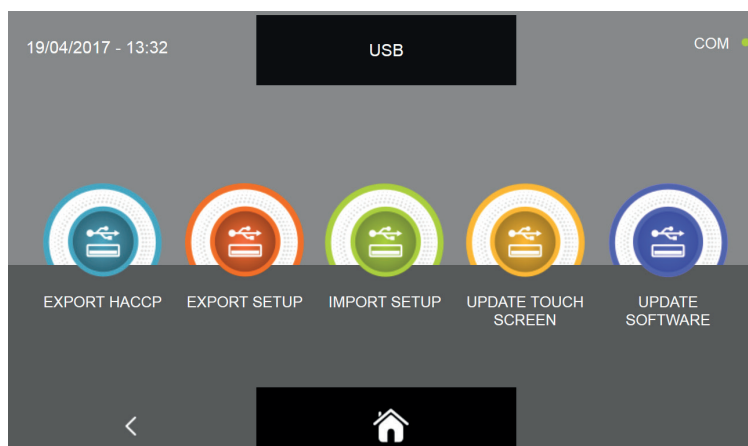 19/04/2017 - 13:32
USB
COM
EXPORT HACCP
EXPORT SETUP
IMPORT SETUP
UPDATE TOUCH
SCREEN
UPDATE
SOFTWARE